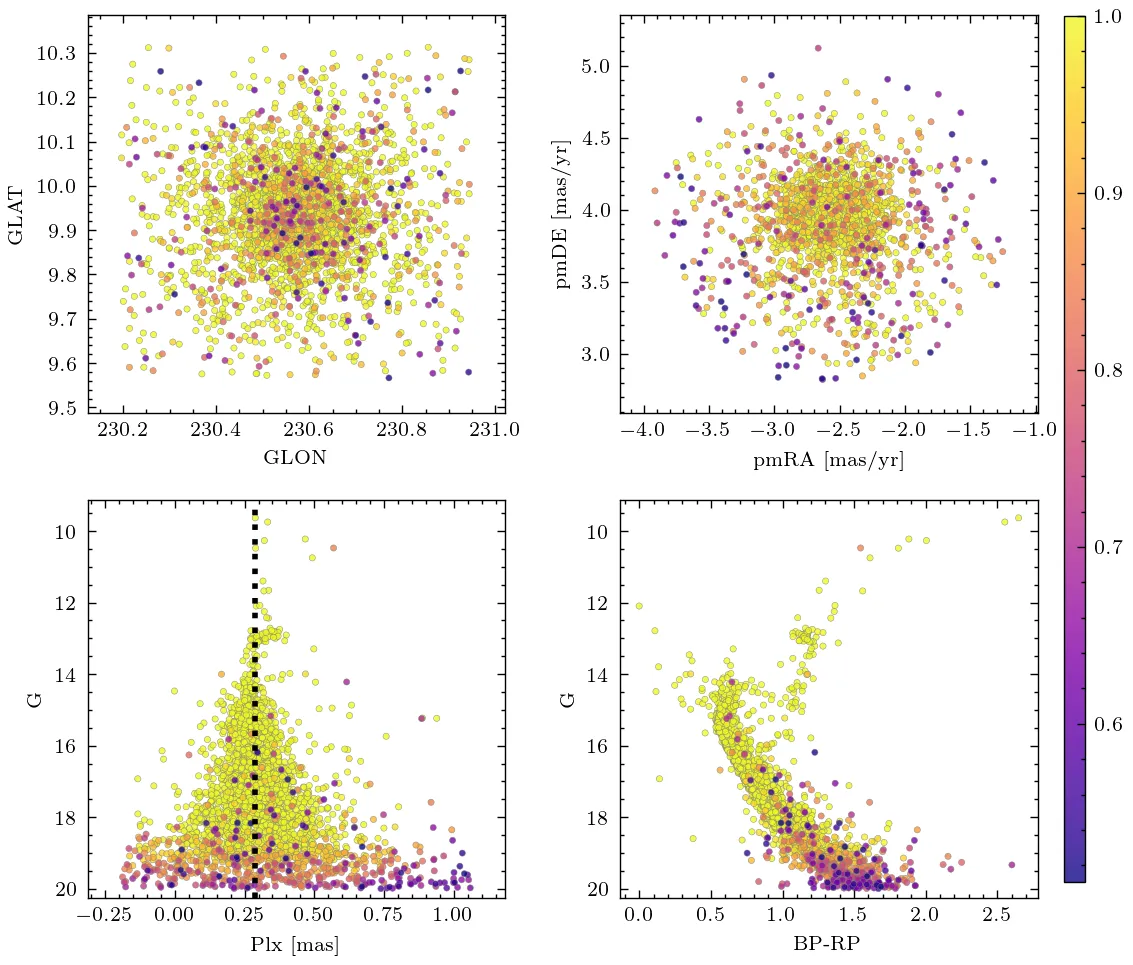 10.3
10.2
10.1
10.0
9.9
9.8
9.7
9.6
9.5
GLAT
230.2 230.4 230.6 230.8 231.0
GLON
5.0
4.5
4.0
3.5
3.0
pmDE [mas/yr]
−4.0 −3.5 −3.0 −2.5 −2.0 −1.5 −1.0
pmRA [mas/yr]
10
12
14
16
18
20
G
−0.25 0.00 0.25 0.50 0.75 1.00
Plx [mas]
10
12
14
16
18
20
G
0.0 0.5 1.0 1.5 2.0 2.5
BP-RP
1.0
0.9
0.8
0.7
0.6